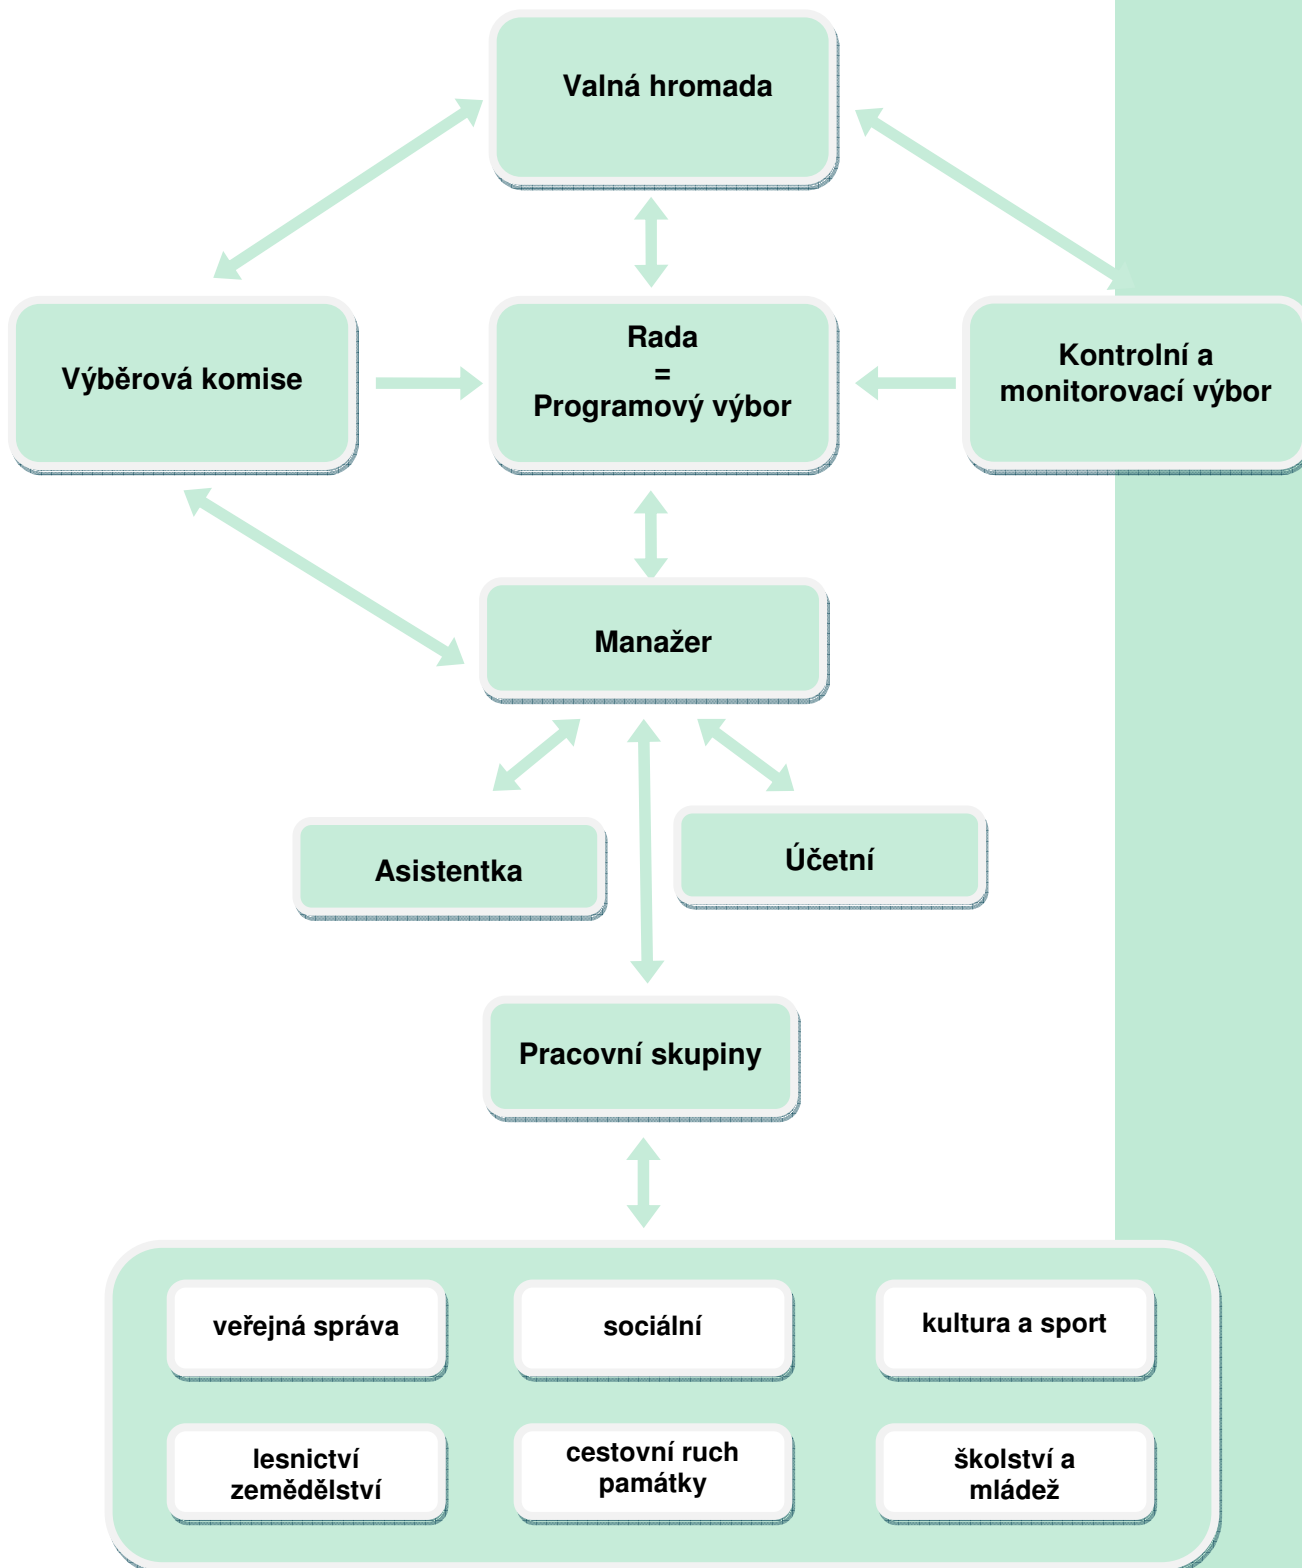 Valná hromada
Výběrová komise
Rada
=
Programový výbor
Kontrolní a
monitorovací výbor
Manažer
Asistentka
Účetní
Pracovní skupiny
veřejná správa
sociální
kultura a sport
lesnictví
zemědělství
cestovní ruch
památky
školství a
mládež